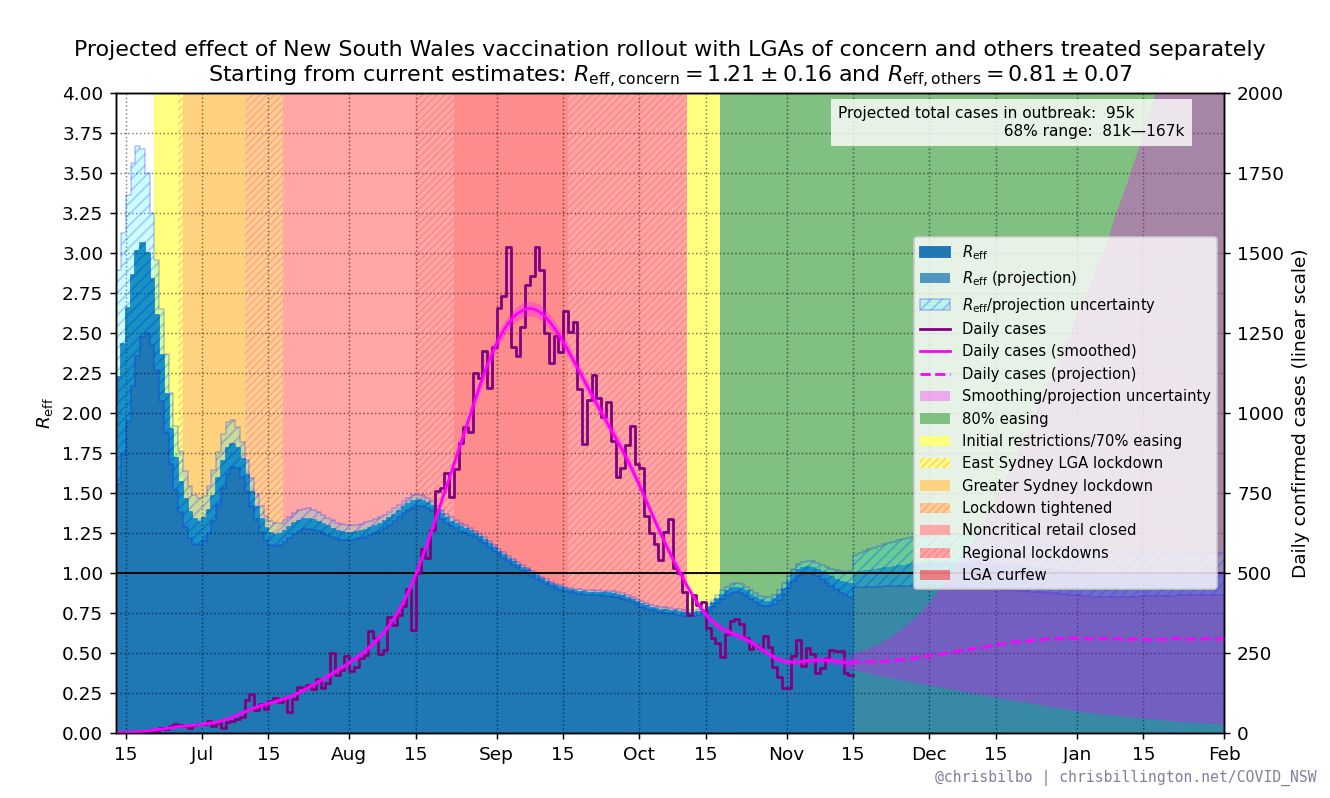 Projected effect of New South Wales vaccination rollout with LGAs of concern and others treated separately
Starting from current estimates: R_eff, concern = 1.21 ± 0.16 and R_eff, others = 0.81 ± 0.07
Projected total cases in outbreak: 95k
68% range: 81k—167k
4.00
3.75
3.50
3.25
3.00
2.75
2.50
2.25
2.00
1.75
1.50
1.25
1.00
0.75
0.50
0.25
0.00
R_eff
R_eff
R_eff (projection)
R_eff/projection uncertainty
Daily cases
Daily cases (smoothed)
Daily cases (projection)
Smoothing/projection uncertainty
80% easing
Initial restrictions/70% easing
East Sydney LGA lockdown
Greater Sydney lockdown
Lockdown tightened
Noncritical retail closed
Regional lockdowns
LGA curfew
2000
1750
1500
1250
1000
750
500
250
0
Daily confirmed cases (linear scale)
15 Jul 15 Aug 15 Sep 15 Oct 15 Nov 15 Dec 15 Jan 15 Feb
@chrisbilbo | chrisbillington.net/COVID_NSW